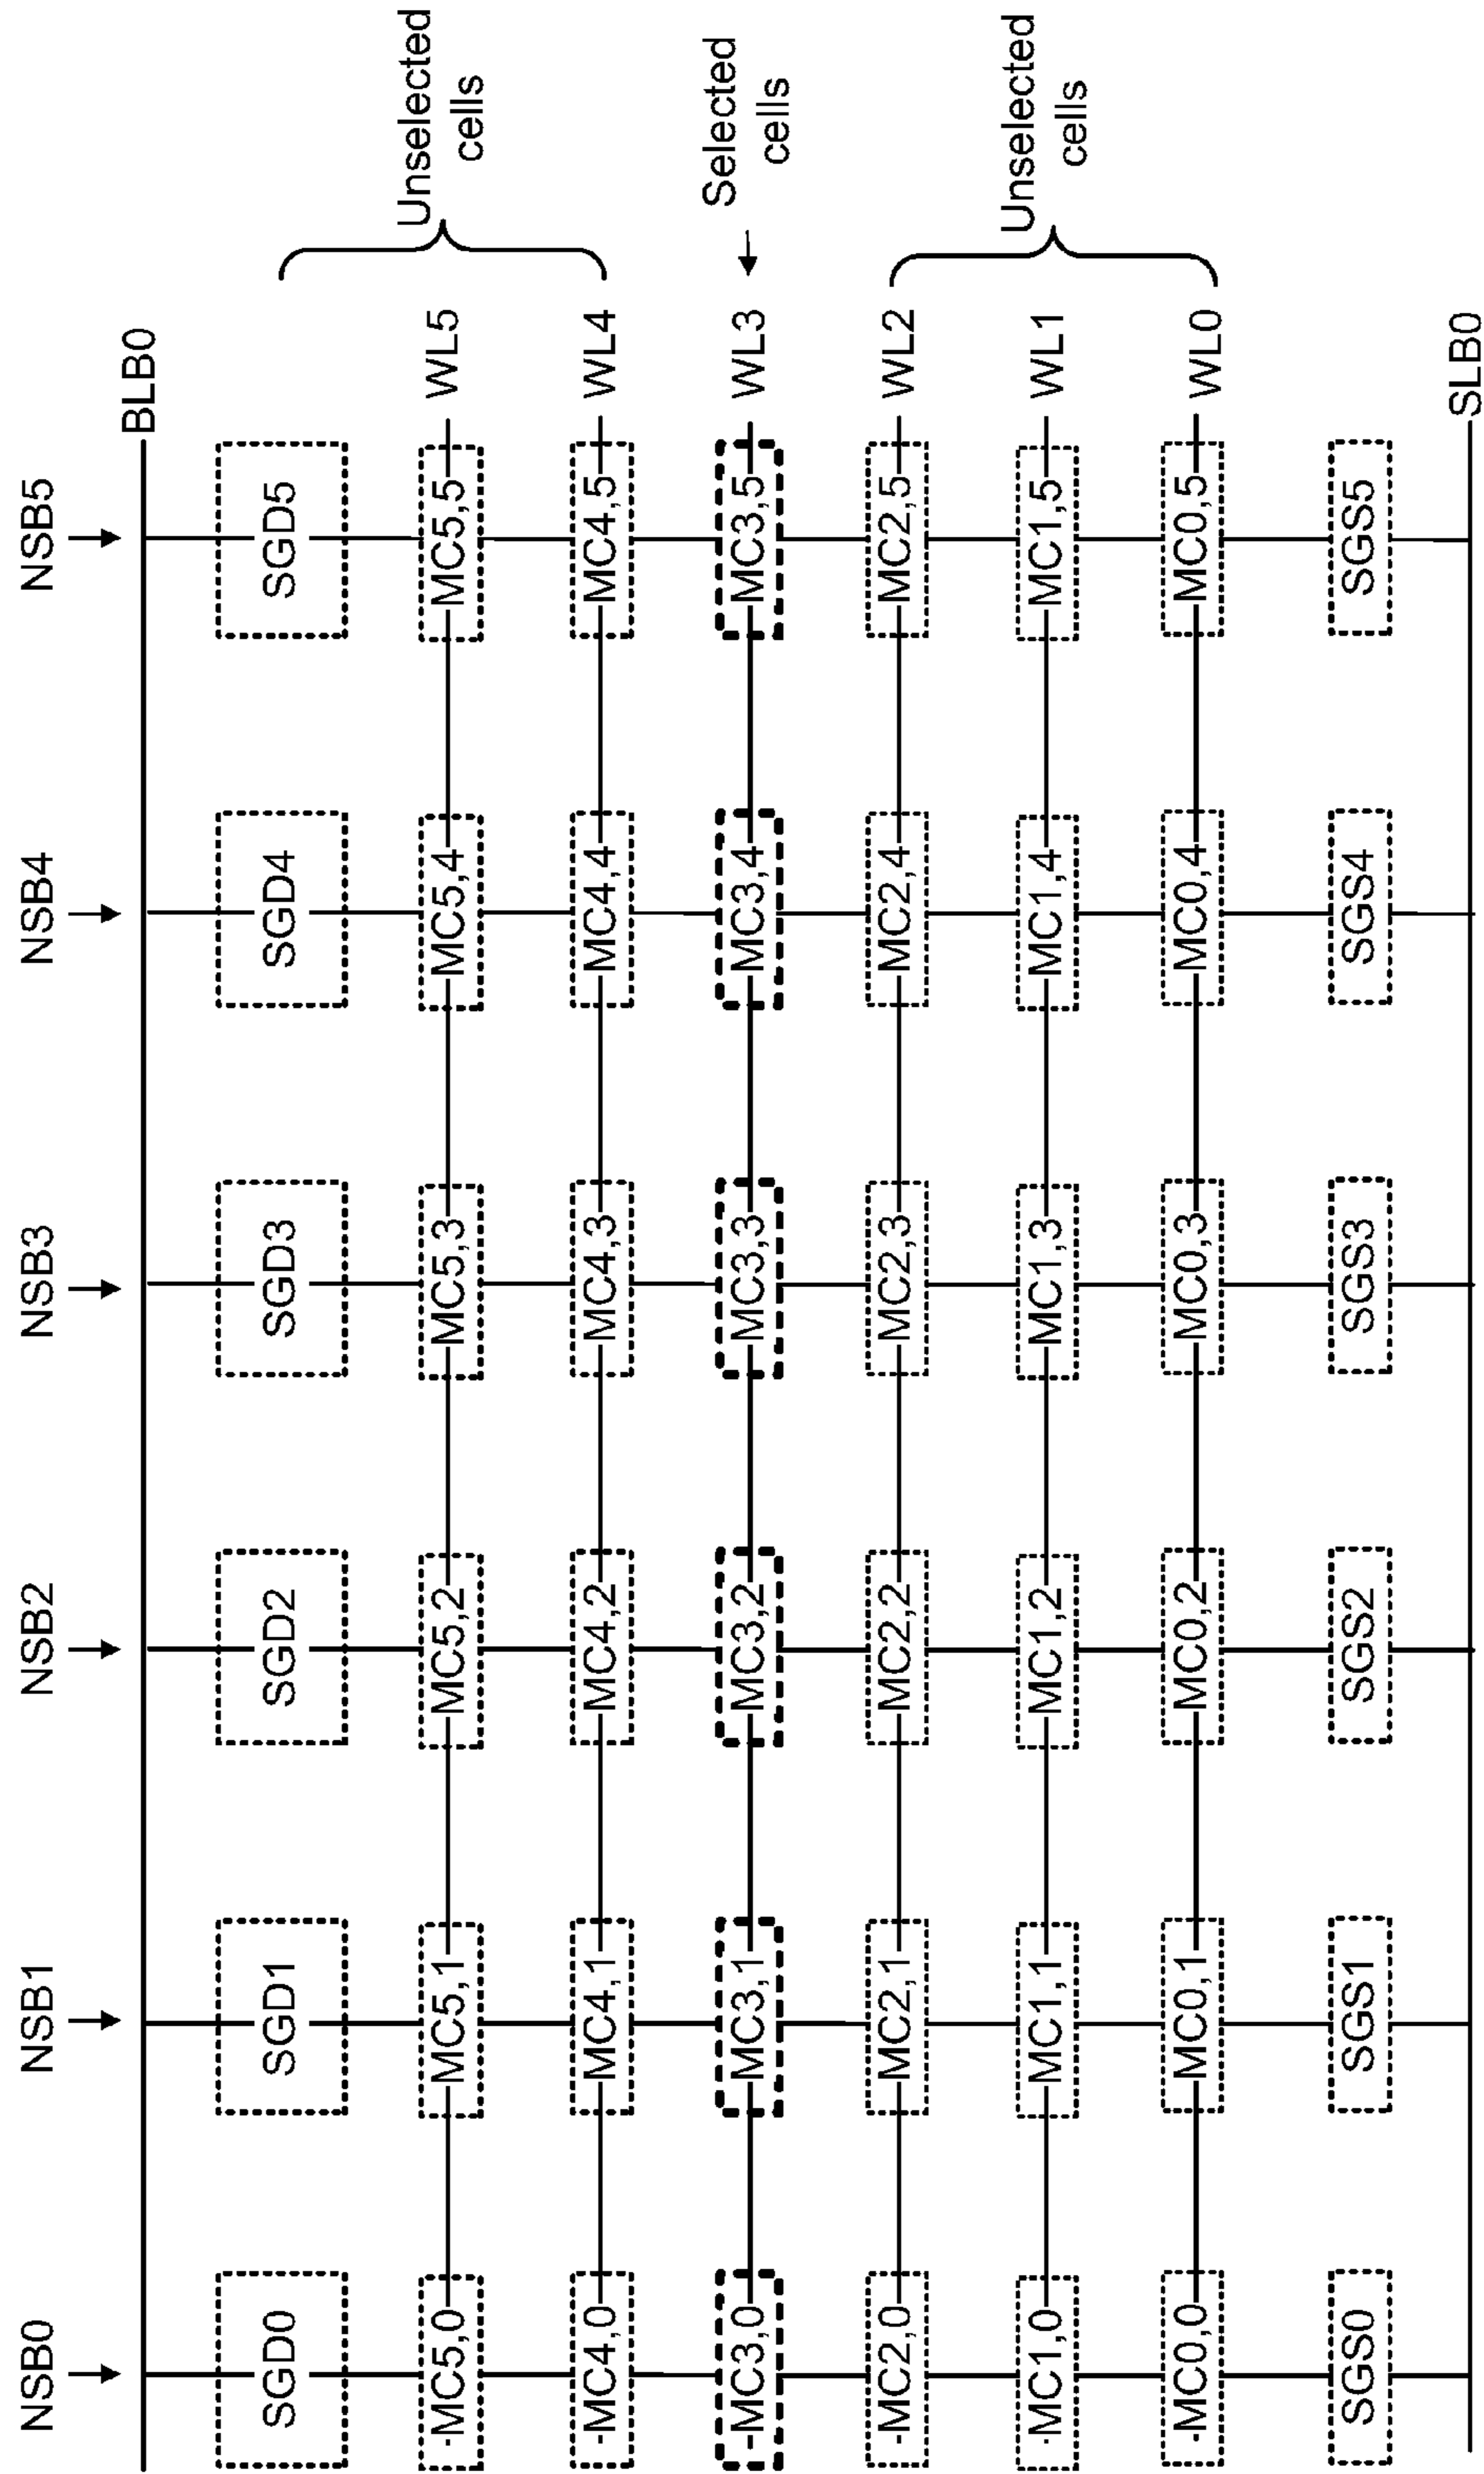 NSB0 NSB1 NSB2 NSB3 NSB4 NSB5
BLB0
SGD0 SGD1 SGD2 SGD3 SGD4 SGD5
Unselected
cells
MC5,0 MC5,1 MC5,2 MC5,3 MC5,4 MC5,5 WL5
MC4,0 MC4,1 MC4,2 MC4,3 MC4,4 MC4,5 WL4
Selected
cells
MC3,0 MC3,1 MC3,2 MC3,3 MC3,4 MC3,5 WL3
MC2,0 MC2,1 MC2,2 MC2,3 MC2,4 MC2,5 WL2
Unselected
cells
MC1,0 MC1,1 MC1,2 MC1,3 MC1,4 MC1,5 WL1
MC0,0 MC0,1 MC0,2 MC0,3 MC0,4 MC0,5 WL0
SGS0 SGS1 SGS2 SGS3 SGS4 SGS5
SLB0